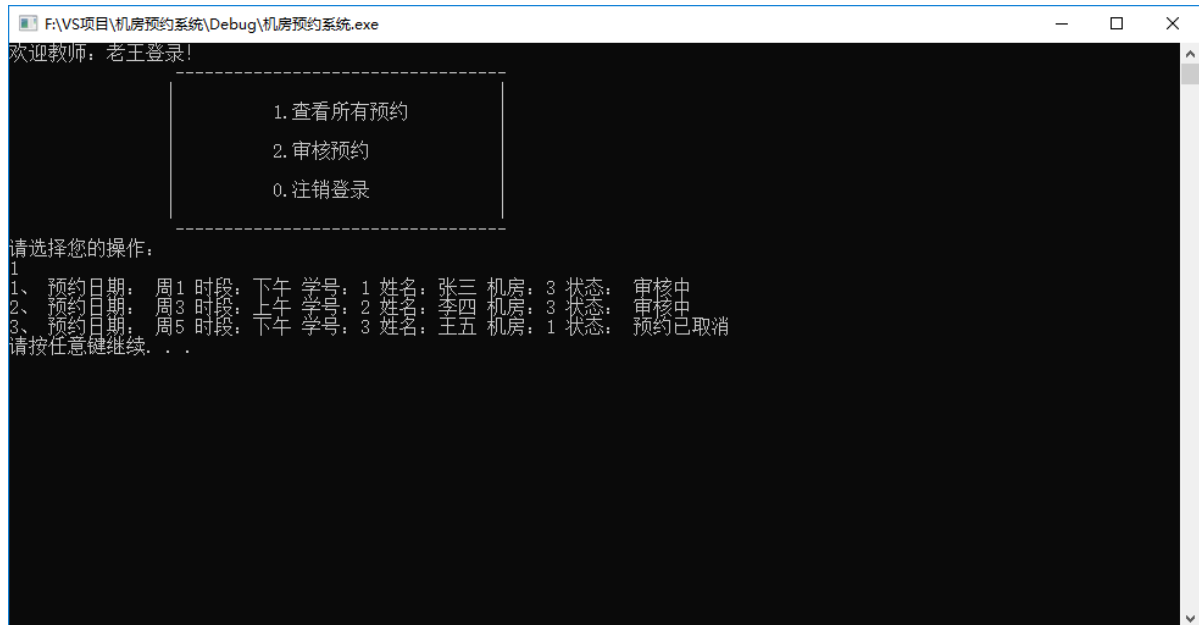 F:\VS项目\机房预约系统\Debug\机房预约系统.exe
欢迎教师：老王登录！
----------------------------------
1.查看所有预约
2.审核预约
0.注销登录
----------------------------------
请选择您的操作：
1
1、 预约日期： 周1 时段：下午 学号：1 姓名：张三 机房：3 状态： 审核中
2、 预约日期： 周3 时段：上午 学号：2 姓名：李四 机房：3 状态： 审核中
3、 预约日期： 周5 时段：下午 学号：3 姓名：王五 机房：1 状态： 预约已取消
请按任意键继续. . .